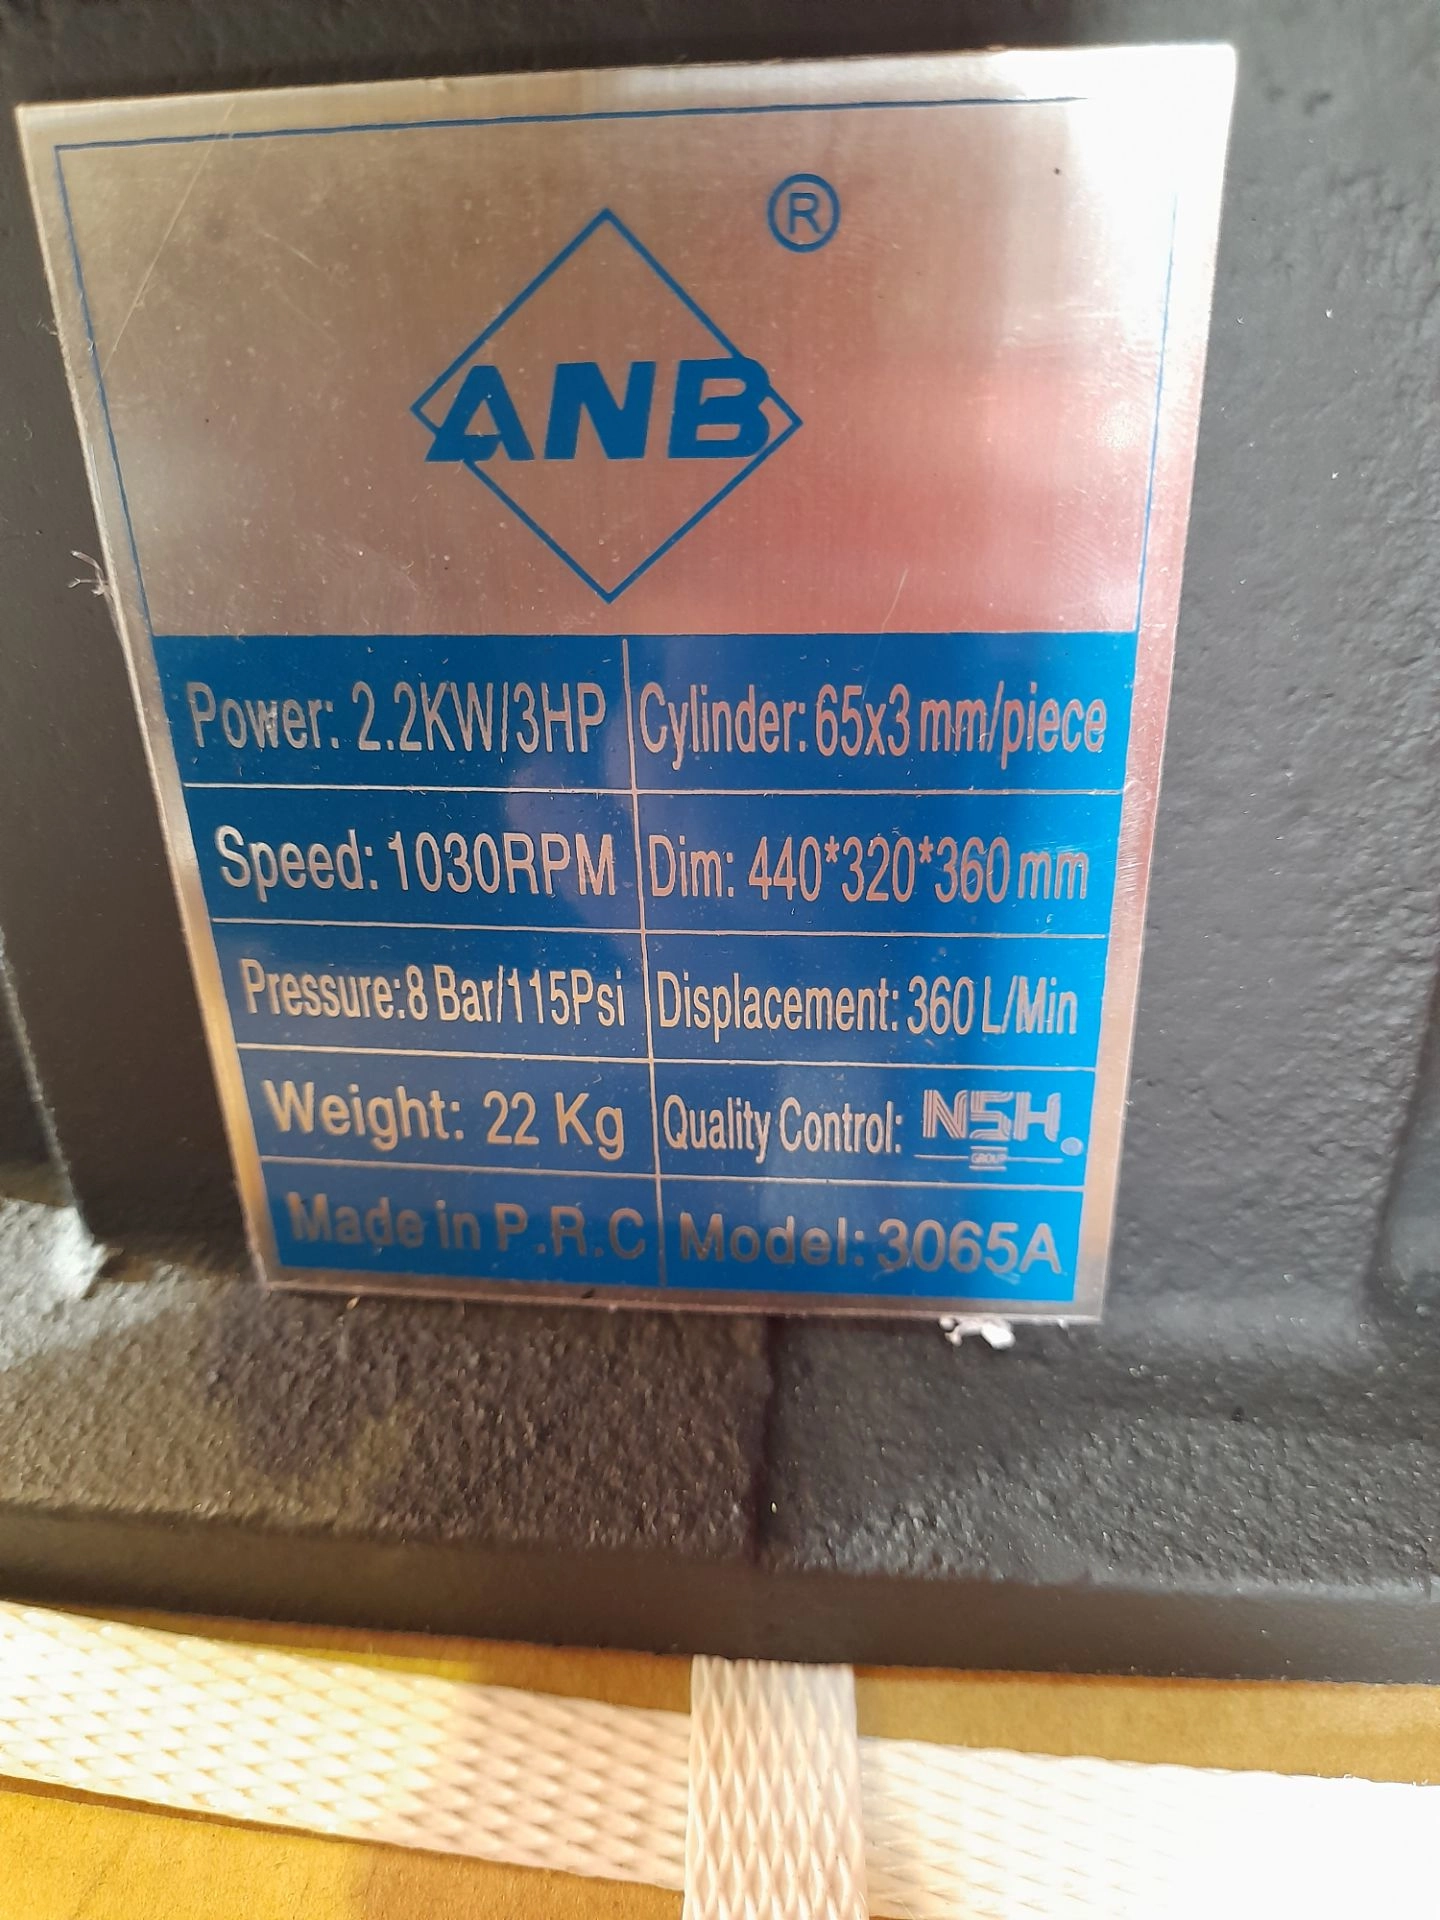 ®
ANB
Power: 2.2KW/3HP
Cylinder: 65x3 mm/piece
Speed: 1030RPM
Dim: 440*320*360 mm
Pressure: 8 Bar/115Psi
Displacement: 360 L/Min
Weight: 22 Kg
Quality Control: NSH GROUP
Made in P.R.C
Model: 3065A